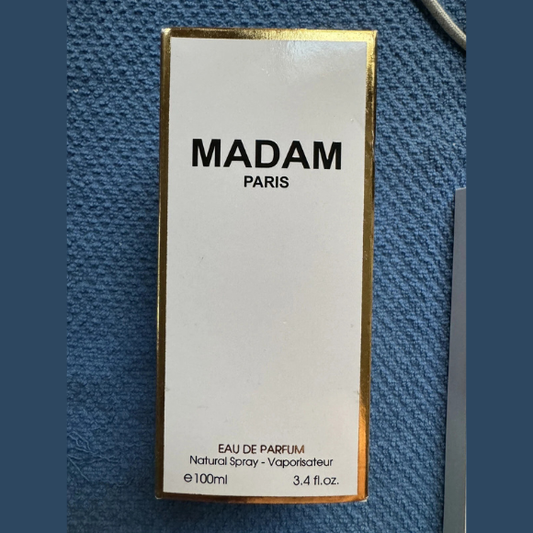 MADAM
PARIS
EAU DE PARFUM
Natural Spray - Vaporisateur
℮100ml 3.4 fl.oz.